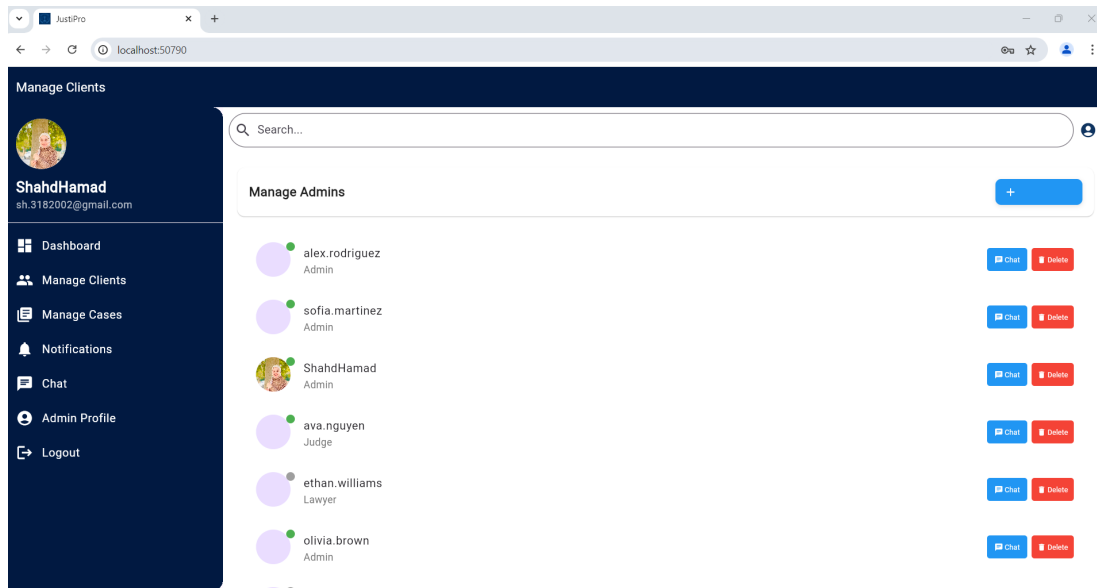 JustiPro
localhost:50790
Manage Clients
Search...
ShahdHamad
sh.3182002@gmail.com
Manage Admins
+
Dashboard
Manage Clients
Manage Cases
Notifications
Chat
Admin Profile
Logout
alex.rodriguez
Admin
Chat Delete
sofia.martinez
Admin
Chat Delete
ShahdHamad
Admin
Chat Delete
ava.nguyen
Judge
Chat Delete
ethan.williams
Lawyer
Chat Delete
olivia.brown
Admin
Chat Delete